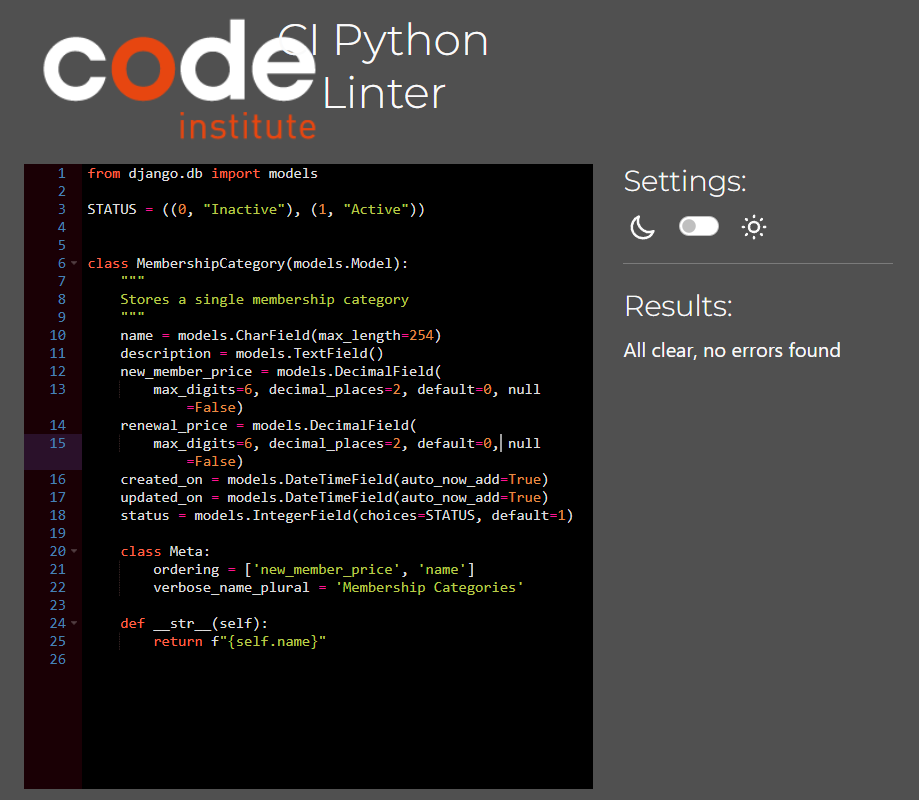 code
institute
CI Python
Linter
1 from django.db import models
2
3 STATUS = ((0, "Inactive"), (1, "Active"))
4
5
6 class MembershipCategory(models.Model):
7     """
8     Stores a single membership category
9     """
10     name = models.CharField(max_length=254)
11     description = models.TextField()
12     new_member_price = models.DecimalField(
13         max_digits=6, decimal_places=2, default=0, null
=False)
14     renewal_price = models.DecimalField(
15         max_digits=6, decimal_places=2, default=0, null
=False)
16     created_on = models.DateTimeField(auto_now_add=True)
17     updated_on = models.DateTimeField(auto_now_add=True)
18     status = models.IntegerField(choices=STATUS, default=1)
19
20     class Meta:
21         ordering = ['new_member_price', 'name']
22         verbose_name_plural = 'Membership Categories'
23
24     def __str__(self):
25         return f"{self.name}"
26
Settings:
Results:
All clear, no errors found